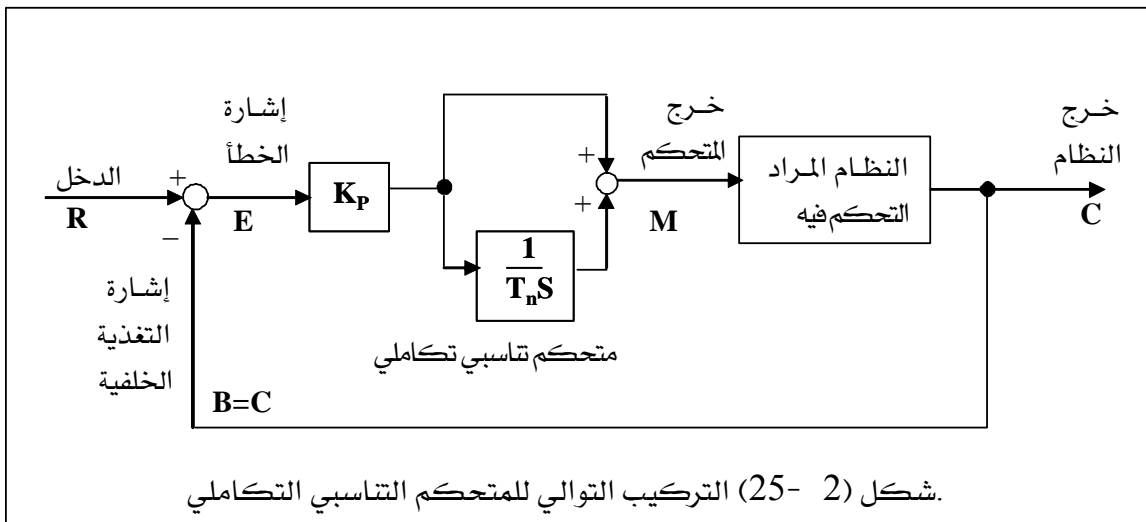 إشارة
الخطأ
خرج
المتحكم
خرج
النظام
الدخل
R
+
−
E
K_P
+
+
M
النظام المراد
التحكم فيه
C
1
T_nS
إشارة
التغذية
الخلفية
متحكم تناسبي تكاملي
B=C
شكل (2 -25) التركيب التوالي للمتحكم التناسبي التكاملي.